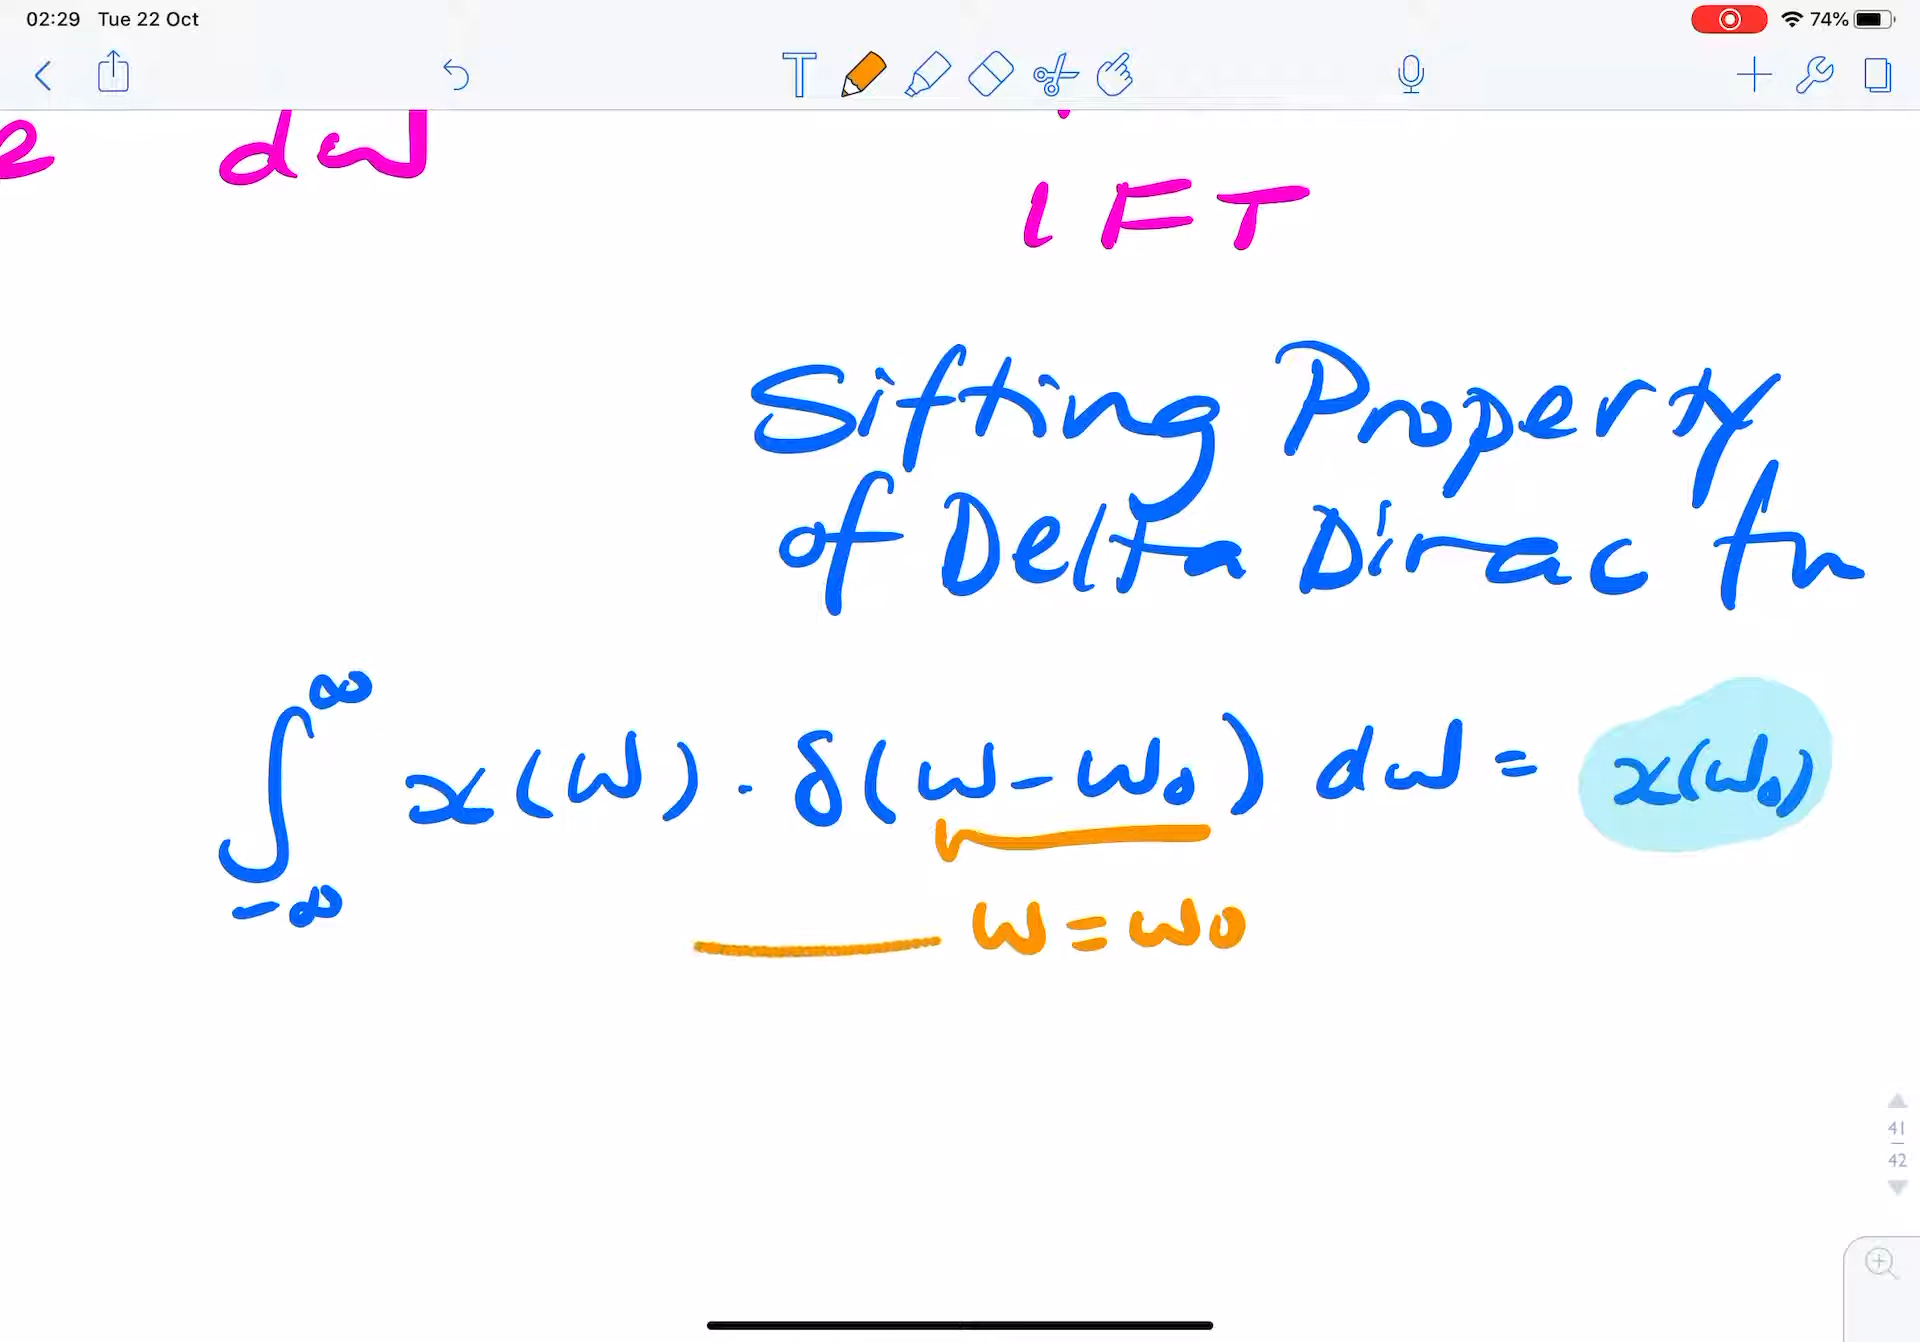 02:29 Tue 22 Oct
74%
T
e dω
iFT
Sifting Property
of Delta Dirac fn
∫_{-∞}^{∞} x(ω) · δ(ω-ω₀) dω = x(ω₀)
ω = ω₀
41
42